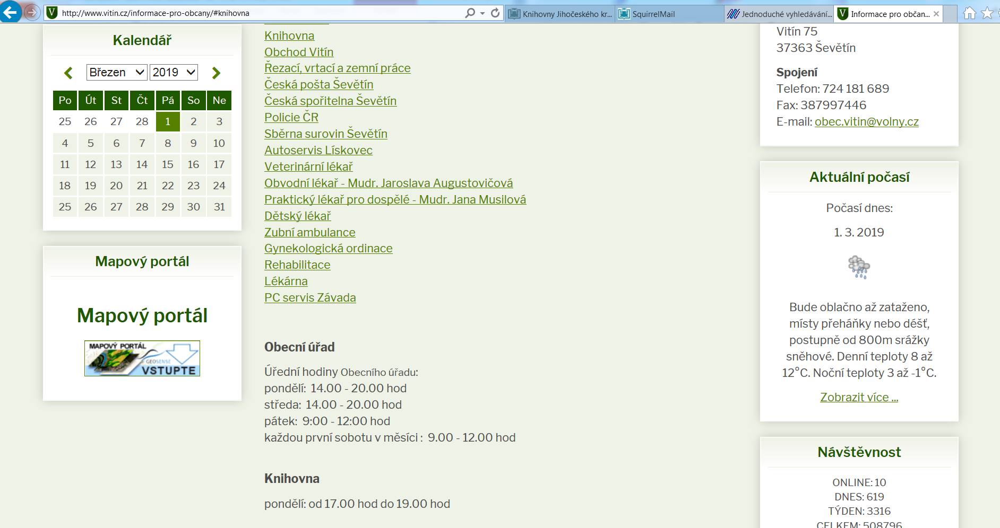 http://www.vitin.cz/informace-pro-obcany/#knihovna
Knihovny Jihočeského kr...
SquirrelMail
Jednoduché vyhledávání...
Informace pro občan...
Kalendář
Březen 2019
Po Út St Čt Pá So Ne
25 26 27 28 1 2 3
4 5 6 7 8 9 10
11 12 13 14 15 16 17
18 19 20 21 22 23 24
25 26 27 28 29 30 31
Mapový portál
Mapový portál
MAPOVÝ PORTÁL
GEOSENSE
VSTUPTE
Knihovna
Obchod Vitín
Řezací, vrtací a zemní práce
Česká pošta Ševětín
Česká spořitelna Ševětín
Policie ČR
Sběrna surovin Ševětín
Autoservis Lískovec
Veterinární lékař
Obvodní lékař - Mudr. Jaroslava Augustovičová
Praktický lékař pro dospělé - Mudr. Jana Musilová
Dětský lékař
Zubní ambulance
Gynekologická ordinace
Rehabilitace
Lékárna
PC servis Závada
Obecní úřad
Úřední hodiny Obecního úřadu:
pondělí: 14.00 - 20.00 hod
středa: 14.00 - 20.00 hod
pátek: 9:00 - 12:00 hod
každou první sobotu v měsíci : 9.00 - 12.00 hod
Knihovna
pondělí: od 17.00 hod do 19.00 hod
Vitín 75
37363 Ševětín
Spojení
Telefon: 724 181 689
Fax: 387997446
E-mail: obec.vitin@volny.cz
Aktuální počasí
Počasí dnes:
1. 3. 2019
Bude oblačno až zataženo,
místy přeháňky nebo déšť,
postupně od 800m srážky
sněhové. Denní teploty 8 až
12°C. Noční teploty 3 až -1°C.
Zobrazit více ...
Návštěvnost
ONLINE: 10
DNES: 619
TÝDEN: 3316
CELKEM: 508796